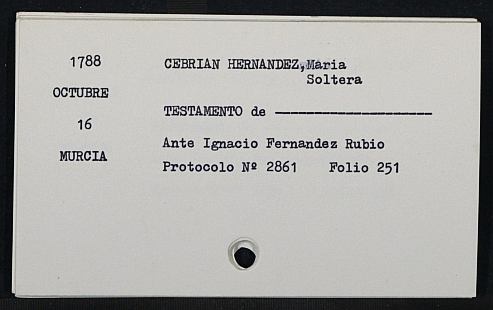 1788
OCTUBRE
16
MURCIA
CEBRIAN HERNANDEZ,Maria
Soltera
TESTAMENTO de --------------------
Ante Ignacio Fernandez Rubio
Protocolo Nº 2861 Folio 251